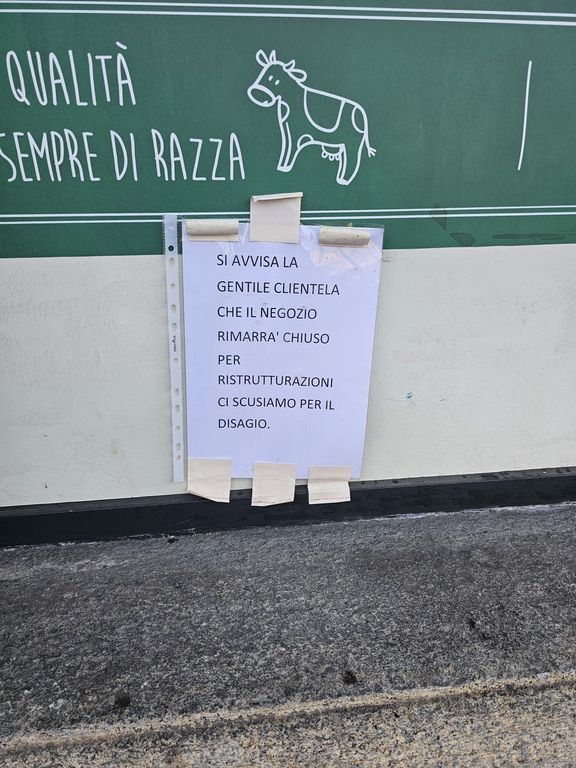 QUALITÀ
SEMPRE DI RAZZA
SI AVVISA LA
GENTILE CLIENTELA
CHE IL NEGOZIO
RIMARRA' CHIUSO
PER
RISTRUTTURAZIONI
CI SCUSIAMO PER IL
DISAGIO.